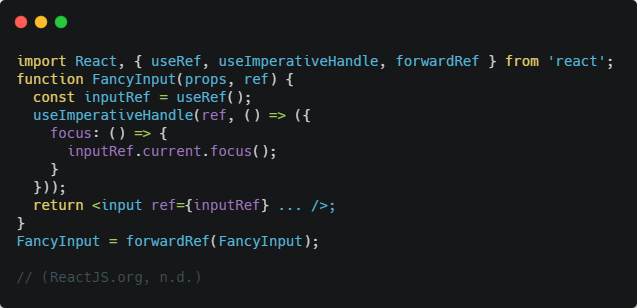 import React, { useRef, useImperativeHandle, forwardRef } from 'react';
function FancyInput(props, ref) {
  const inputRef = useRef();
  useImperativeHandle(ref, () => ({
    focus: () => {
      inputRef.current.focus();
    }
  }));
  return <input ref={inputRef} ... />;
}
FancyInput = forwardRef(FancyInput);

// (ReactJS.org, n.d.)